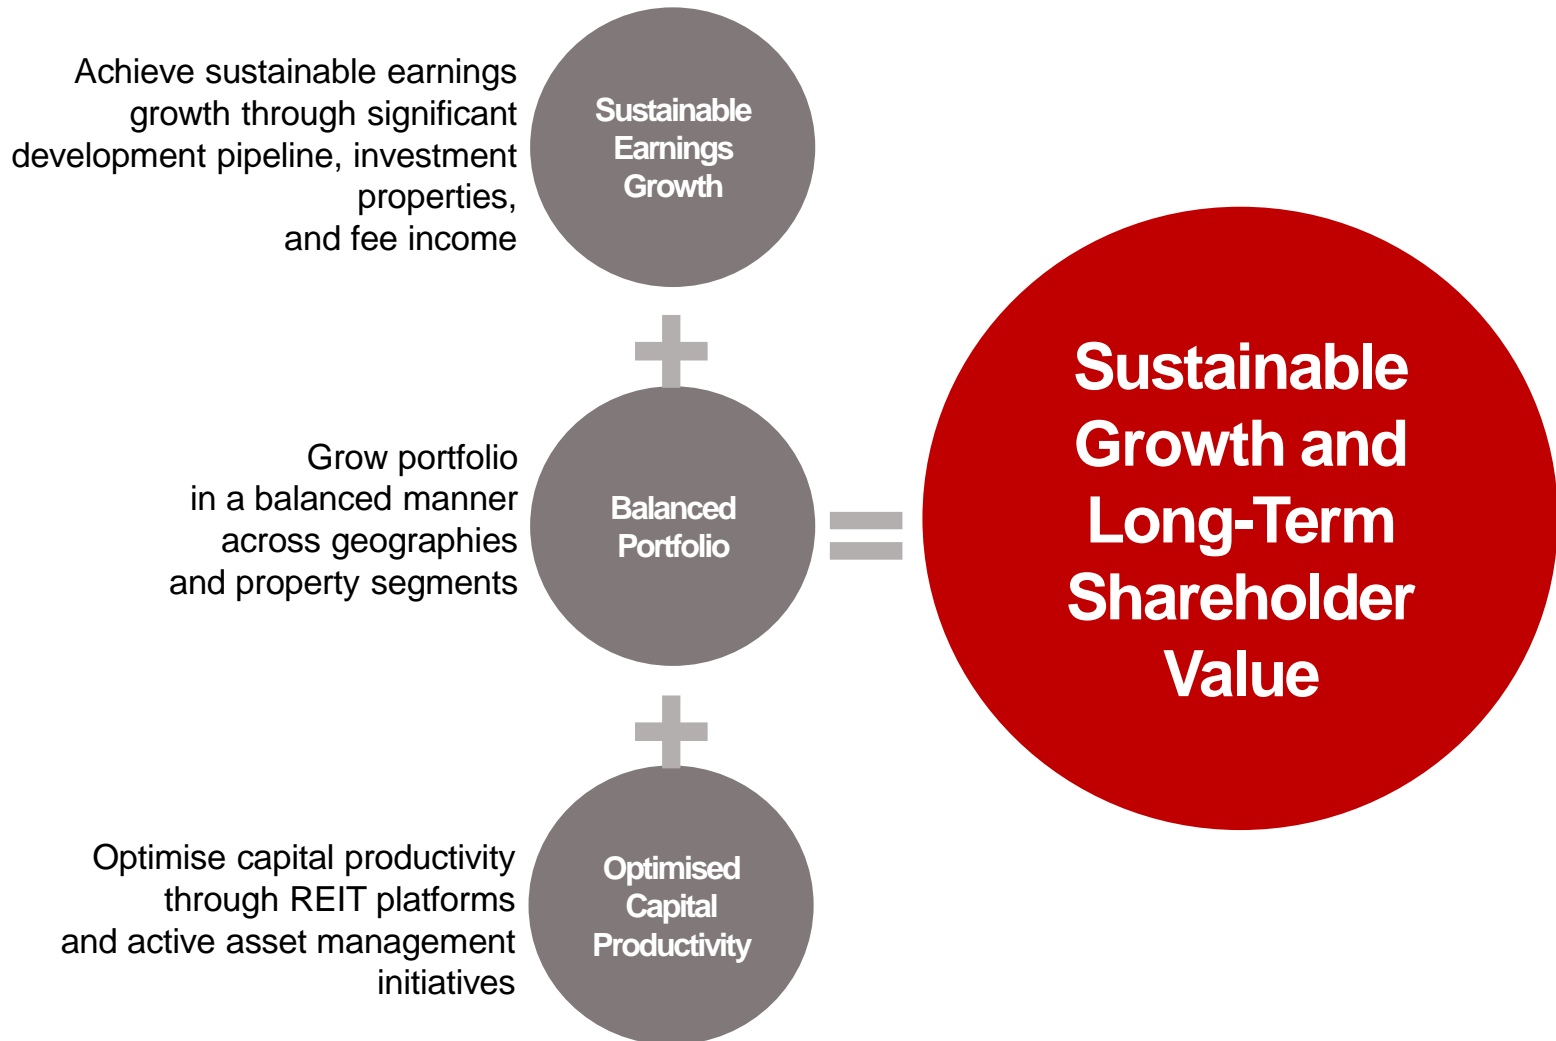 Achieve sustainable earnings
growth through significant
development pipeline, investment
properties,
and fee income
Sustainable
Earnings
Growth
Grow portfolio
in a balanced manner
across geographies
and property segments
Balanced
Portfolio
Optimise capital productivity
through REIT platforms
and active asset management
initiatives
Optimised
Capital
Productivity
Sustainable
Growth and
Long-Term
Shareholder
Value